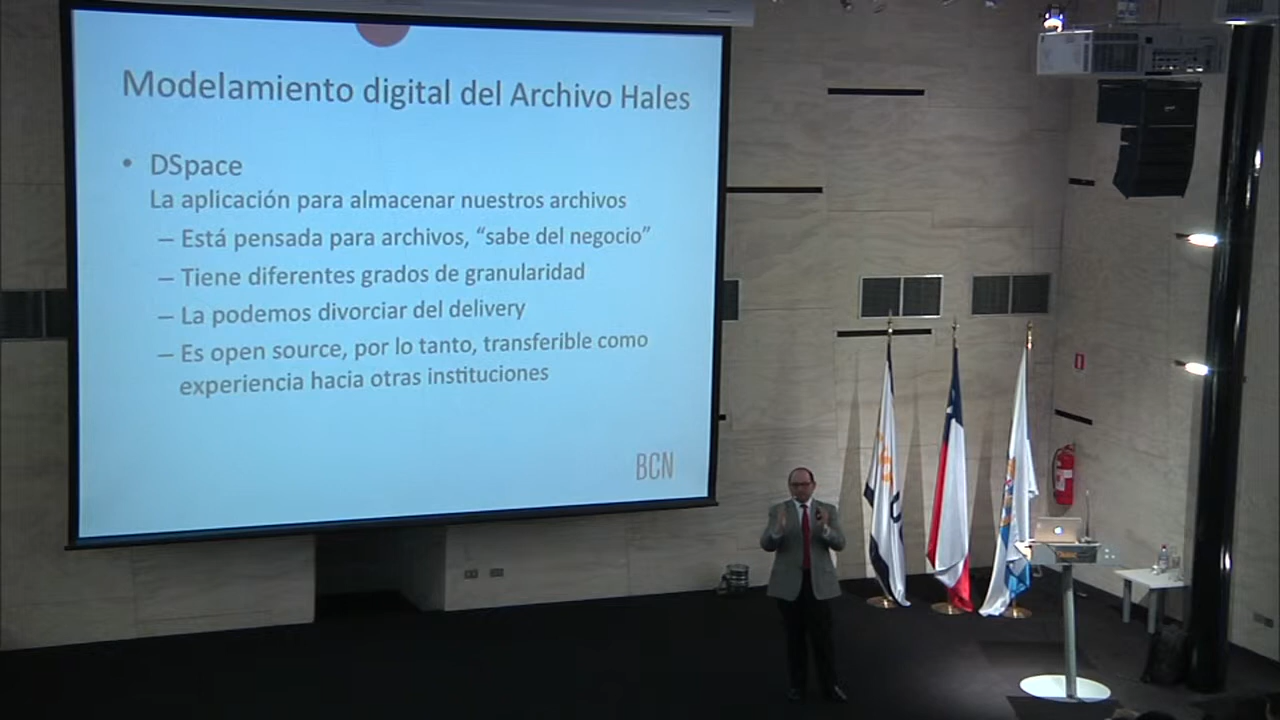 Modelamiento digital del Archivo Hales
• DSpace
La aplicación para almacenar nuestros archivos
– Está pensada para archivos, “sabe del negocio”
– Tiene diferentes grados de granularidad
– La podemos divorciar del delivery
– Es open source, por lo tanto, transferible como
experiencia hacia otras instituciones
BCN